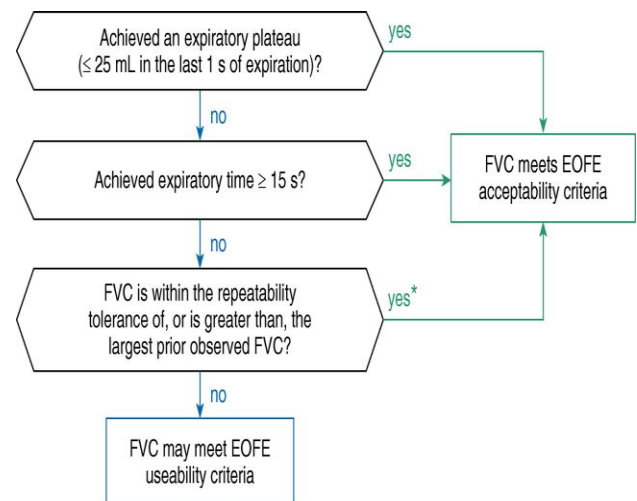 Achieved an expiratory plateau
(≤ 25 mL in the last 1 s of expiration)?
yes
no
Achieved expiratory time ≥ 15 s?
yes
FVC meets EOFE
acceptability criteria
no
FVC is within the repeatability
tolerance of, or is greater than, the
largest prior observed FVC?
yes*
no
FVC may meet EOFE
useability criteria